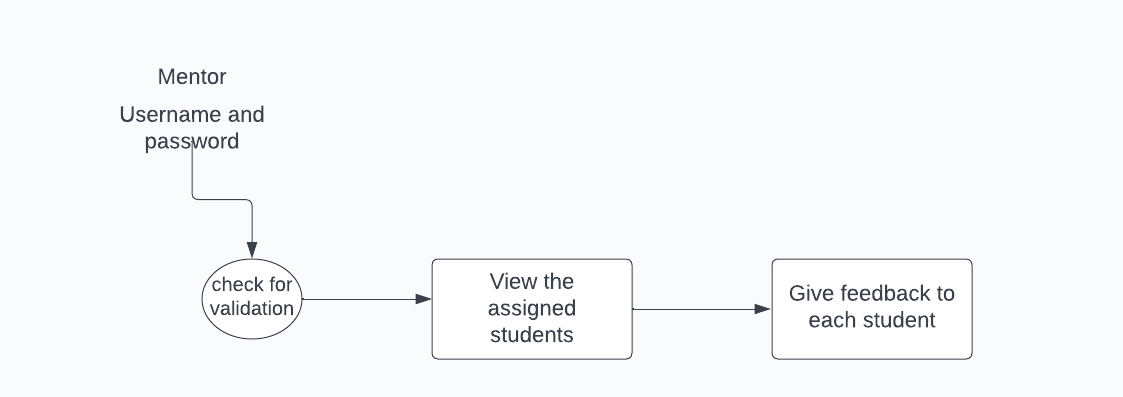 Mentor
Username and
password
check for
validation
View the
assigned
students
Give feedback to
each student